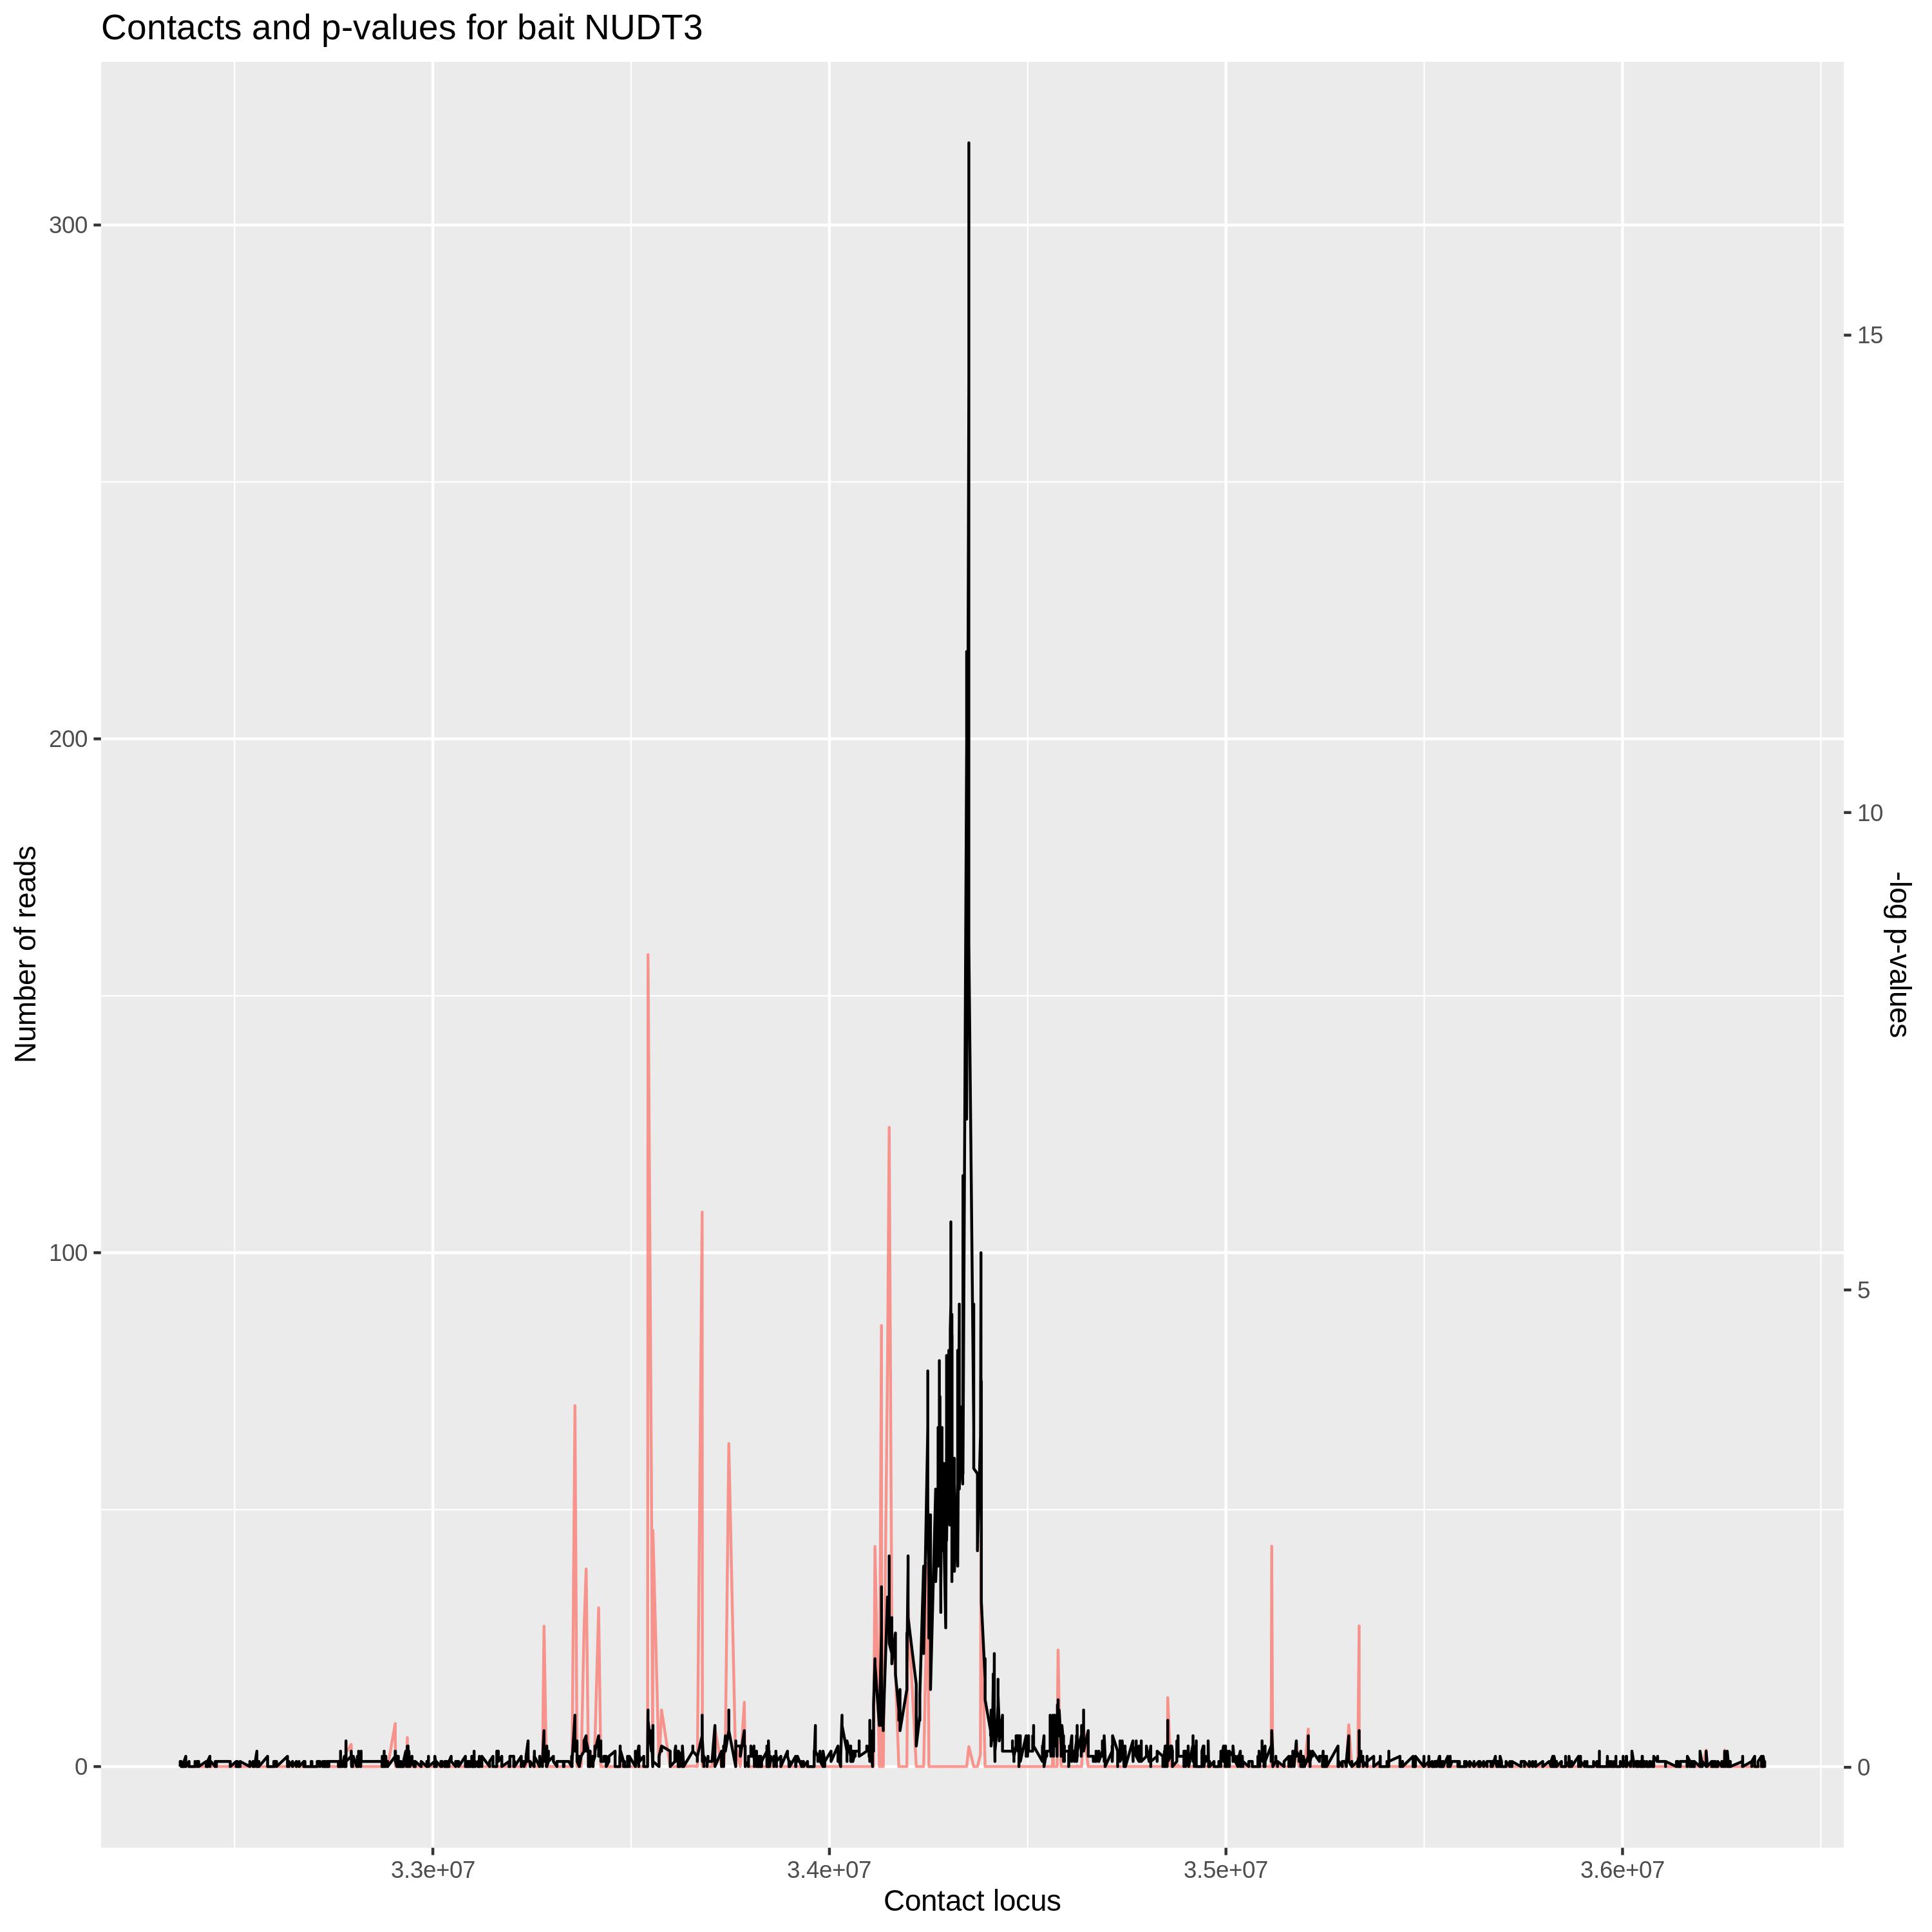 Contacts and p-values for bait NUDT3
300
200
100
0
Number of reads
15
10
5
0
-log p-values
3.3e+07
3.4e+07
3.5e+07
3.6e+07
Contact locus